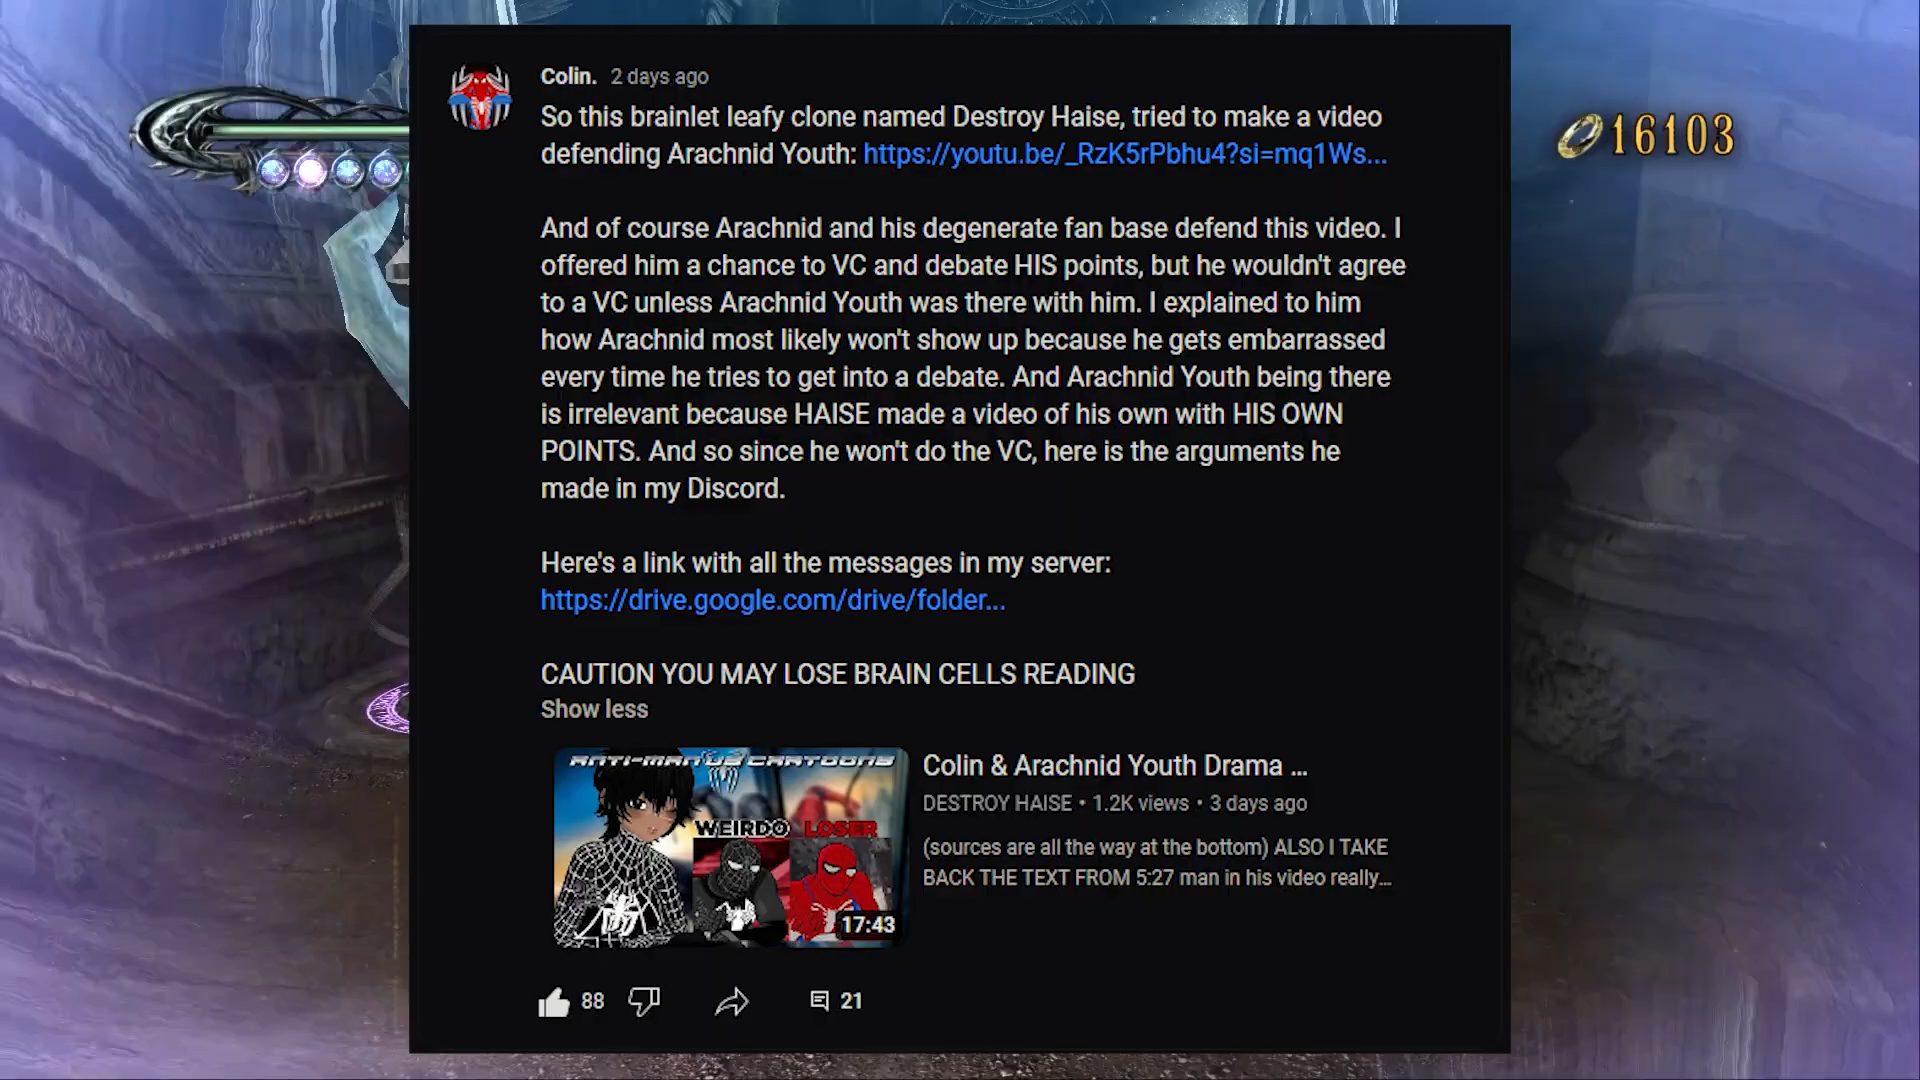 Colin. 2 days ago
So this brainlet leafy clone named Destroy Haise, tried to make a video
defending Arachnid Youth: https://youtu.be/_RzK5rPbhu4?si=mq1Ws...
And of course Arachnid and his degenerate fan base defend this video. I
offered him a chance to VC and debate HIS points, but he wouldn't agree
to a VC unless Arachnid Youth was there with him. I explained to him
how Arachnid most likely won't show up because he gets embarrassed
every time he tries to get into a debate. And Arachnid Youth being there
is irrelevant because HAISE made a video of his own with HIS OWN
POINTS. And so since he won't do the VC, here is the arguments he
made in my Discord.
Here's a link with all the messages in my server:
https://drive.google.com/drive/folder...
CAUTION YOU MAY LOSE BRAIN CELLS READING
Show less
ANTI-MAN VS CARTOONS
WEIRDO LOSER
17:43
Colin & Arachnid Youth Drama ...
DESTROY HAISE • 1.2K views • 3 days ago
(sources are all the way at the bottom) ALSO I TAKE
BACK THE TEXT FROM 5:27 man in his video really...
88
21
16103